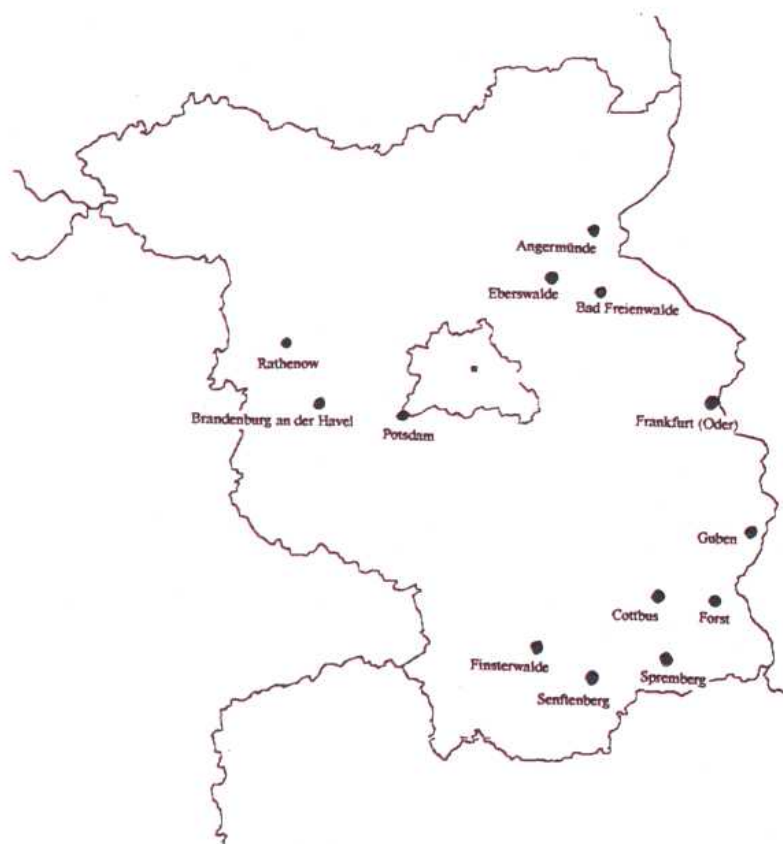 Angermünde
Eberswalde
Bad Freienwalde
Rathenow
Brandenburg an der Havel
Potsdam
Frankfurt (Oder)
Guben
Cottbus
Forst
Finsterwalde
Spremberg
Senftenberg